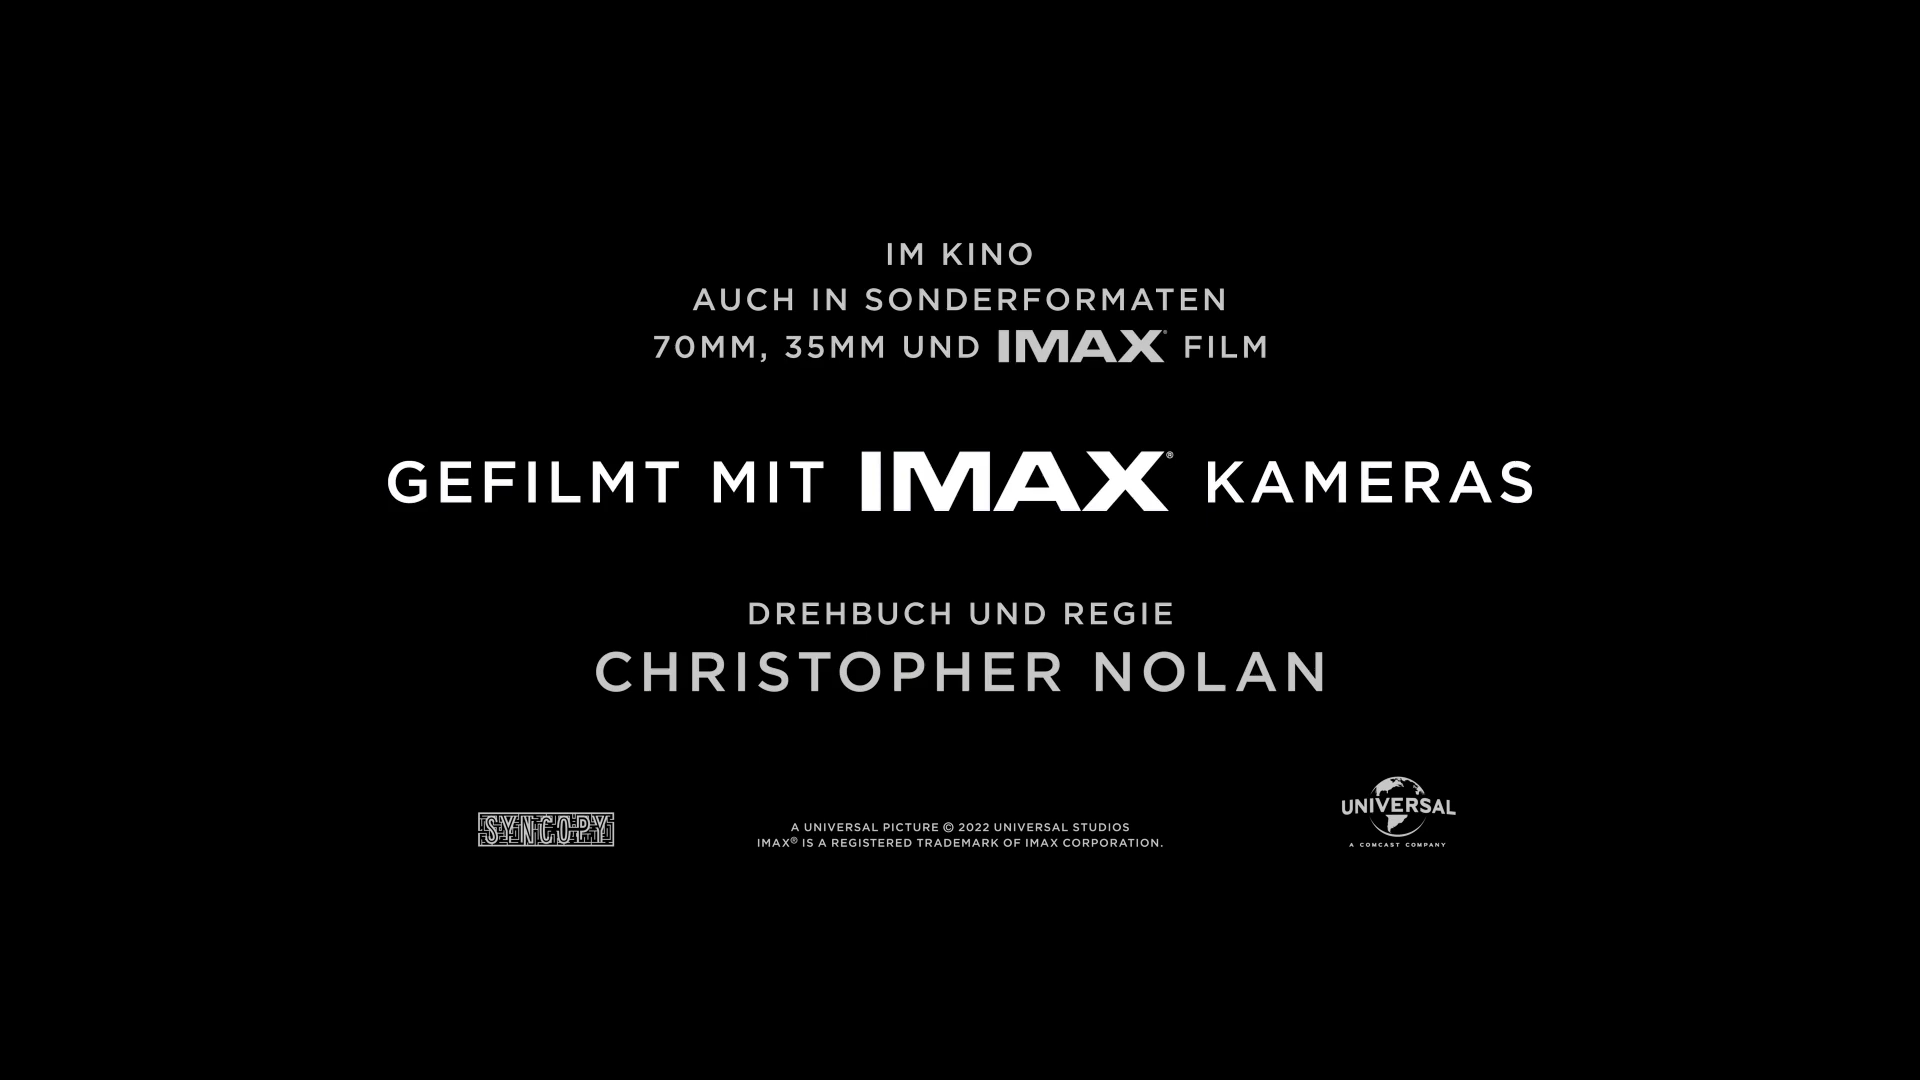 IM KINO
AUCH IN SONDERFORMATEN
70MM, 35MM UND IMAX® FILM
GEFILMT MIT IMAX® KAMERAS
DREHBUCH UND REGIE
CHRISTOPHER NOLAN
SYNCOPY
A UNIVERSAL PICTURE © 2022 UNIVERSAL STUDIOS
IMAX® IS A REGISTERED TRADEMARK OF IMAX CORPORATION.
UNIVERSAL
A COMCAST COMPANY